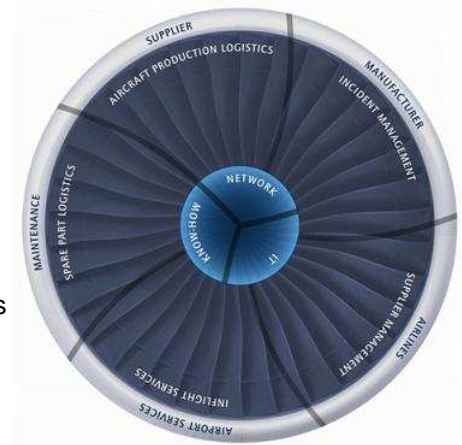 SUPPLIER
AIRCRAFT PRODUCTION LOGISTICS
MANUFACTURER
INCIDENT MANAGEMENT
AIRLINES
SUPPLIER MANAGEMENT
AIRPORT SERVICES
INFLIGHT SERVICES
MAINTENANCE
SPARE PART LOGISTICS
NETWORK
IT
KNOW-HOW
s